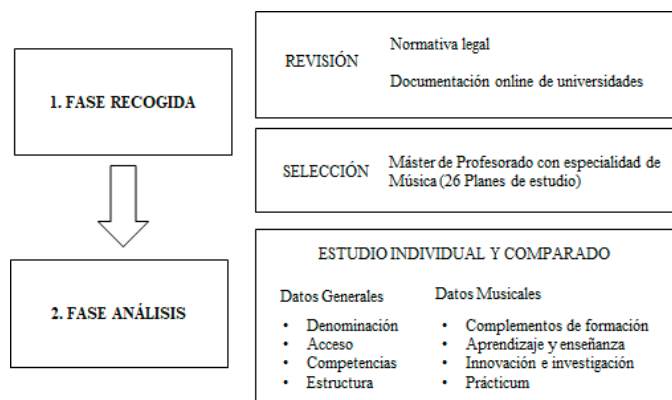 1. FASE RECOGIDA
REVISIÓN
Normativa legal
Documentación online de universidades
SELECCIÓN
Máster de Profesorado con especialidad de
Música (26 Planes de estudio)
2. FASE ANÁLISIS
ESTUDIO INDIVIDUAL Y COMPARADO
Datos Generales
• Denominación
• Acceso
• Competencias
• Estructura
Datos Musicales
• Complementos de formación
• Aprendizaje y enseñanza
• Innovación e investigación
• Prácticum